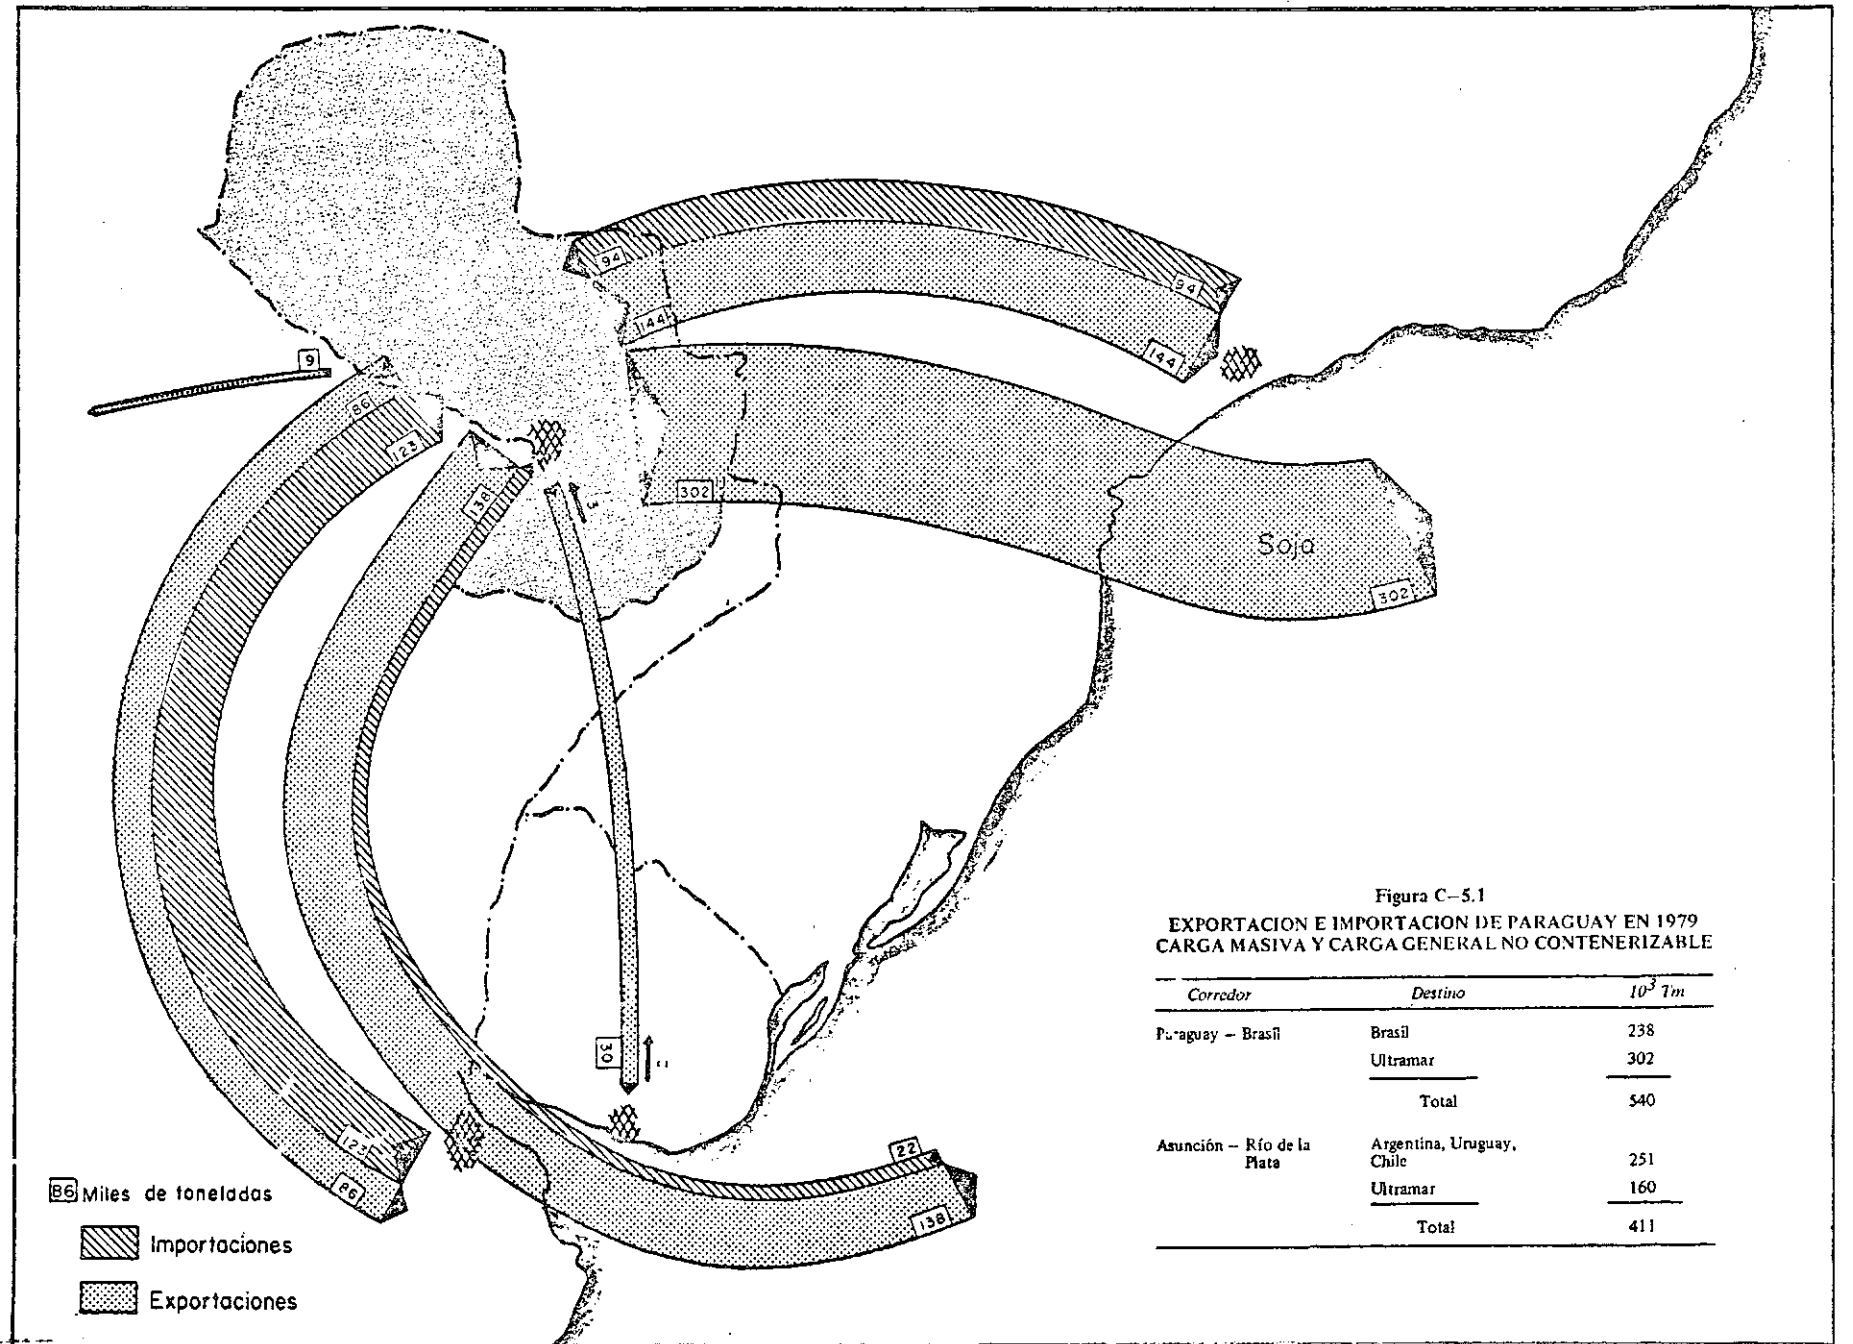 94
94
144
144
9
86
123
302
138
3
Soja
302
30
123
86
22
138
Figura C-5.1
EXPORTACION E IMPORTACION DE PARAGUAY EN 1979
CARGA MASIVA Y CARGA GENERAL NO CONTENERIZABLE
Corredor Destino 10³ Tm
Paraguay - Brasil Brasil 238
Ultramar 302
Total 540
Asunción - Río de la Argentina, Uruguay,
Plata Chile 251
Ultramar 160
Total 411
86 Miles de toneladas
Importaciones
Exportaciones